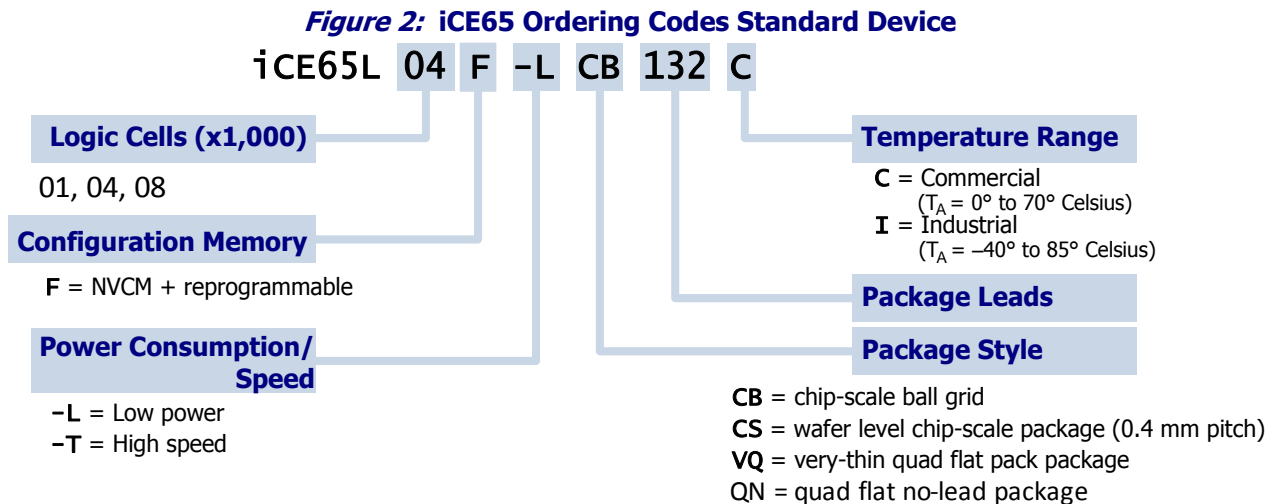 Figure 2: iCE65 Ordering Codes Standard Device
iCE65L 04 F -L CB 132 C
Logic Cells (x1,000)
01, 04, 08
Configuration Memory
F = NVCM + reprogrammable
Power Consumption/
Speed
-L = Low power
-T = High speed
Temperature Range
C = Commercial
(TA = 0° to 70° Celsius)
I = Industrial
(TA = –40° to 85° Celsius)
Package Leads
Package Style
CB = chip-scale ball grid
CS = wafer level chip-scale package (0.4 mm pitch)
VQ = very-thin quad flat pack package
QN = quad flat no-lead package